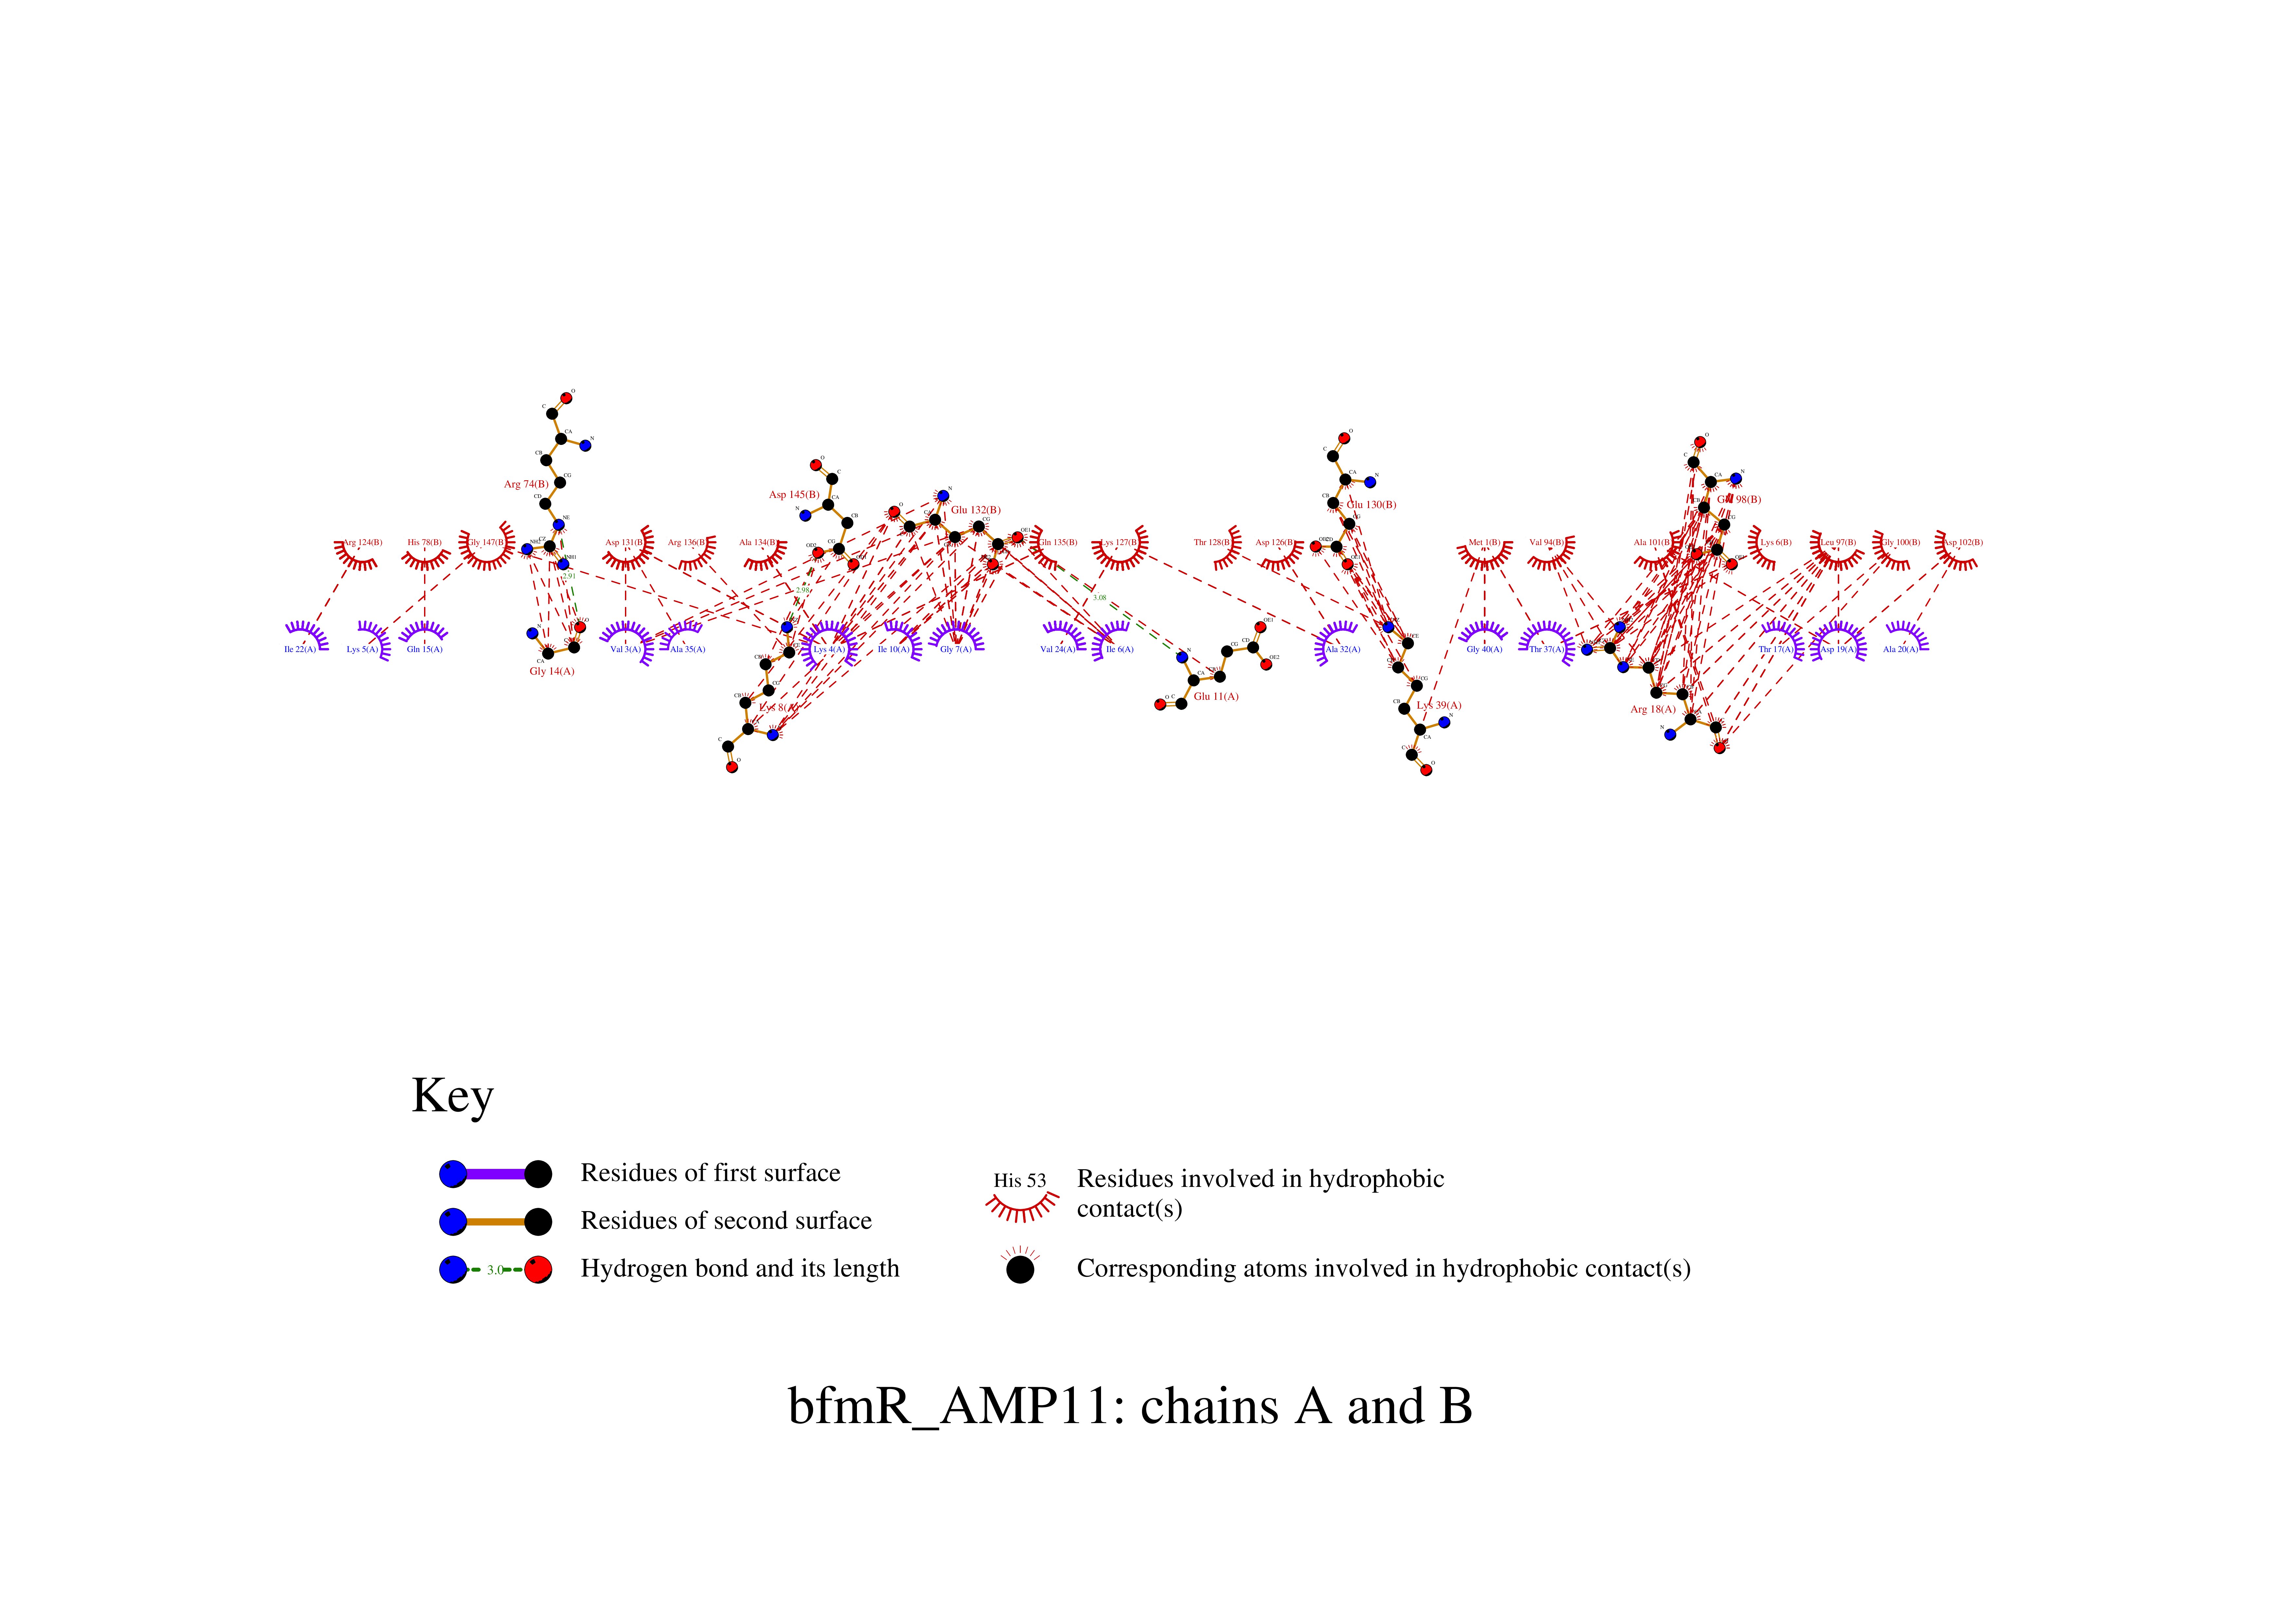 Arg 74(B)
Asp 145(B)
Glu 132(B)
Glu 130(B)
98(B)
Arg 124(B)
His 78(B)
Gly 147(B)
Asp 131(B)
Arg 136(B)
Ala 134(B)
Gln 135(B)
Lys 127(B)
Thr 128(B)
Asp 126(B)
Met 1(B)
Val 94(B)
Ala 101(B)
Lys 6(B)
Leu 97(B)
Gly 100(B)
Asp 102(B)
2.91
2.98
3.08
Ile 22(A)
Lys 5(A)
Gln 15(A)
Gly 14(A)
Val 3(A)
Ala 35(A)
Lys 8(A)
Lys 4(A)
Ile 10(A)
Gly 7(A)
Val 24(A)
Ile 6(A)
Glu 11(A)
Ala 32(A)
Lys 39(A)
Gly 40(A)
Thr 37(A)
Arg 18(A)
Thr 17(A)
Asp 19(A)
Ala 20(A)
Key
Residues of first surface
Residues of second surface
3.0
Hydrogen bond and its length
His 53
Residues involved in hydrophobic
contact(s)
Corresponding atoms involved in hydrophobic contact(s)
bfmR_AMP11: chains A and B